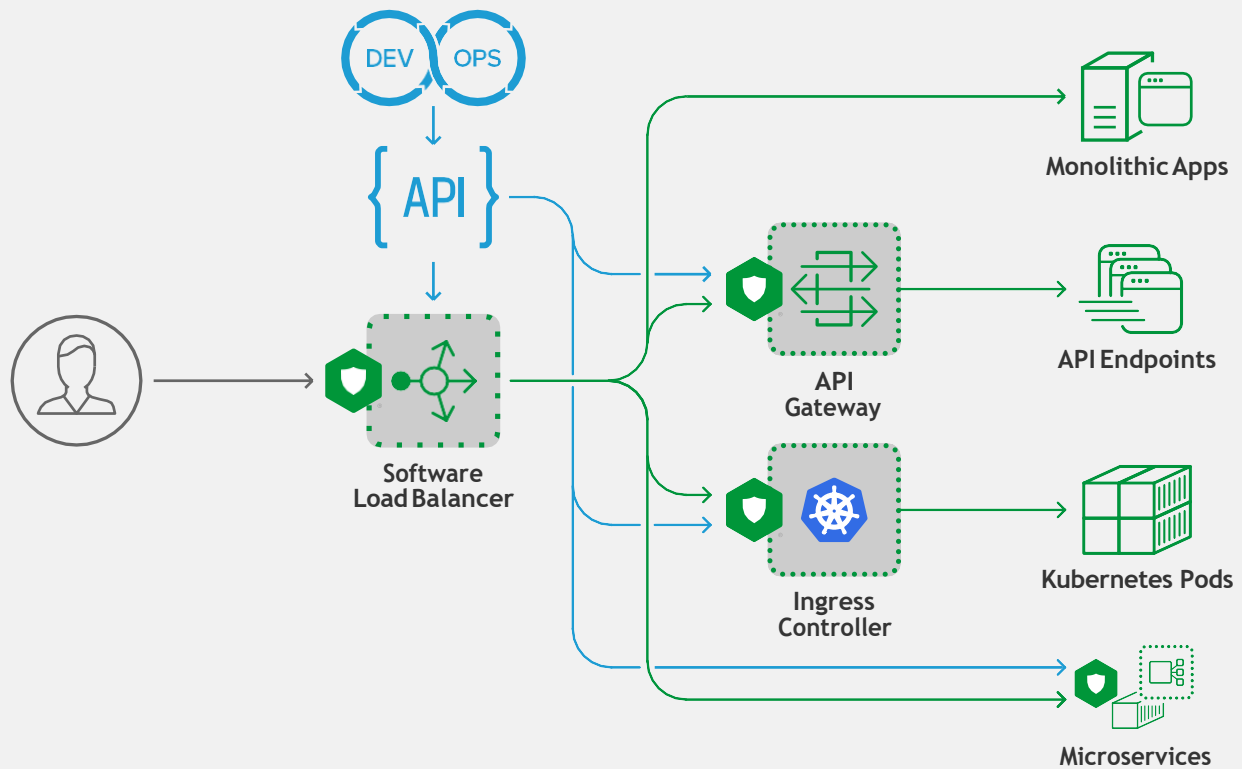 DEV OPS
{ API }
Monolithic Apps
API Endpoints
API
Gateway
Software
Load Balancer
Kubernetes Pods
Ingress
Controller
Microservices